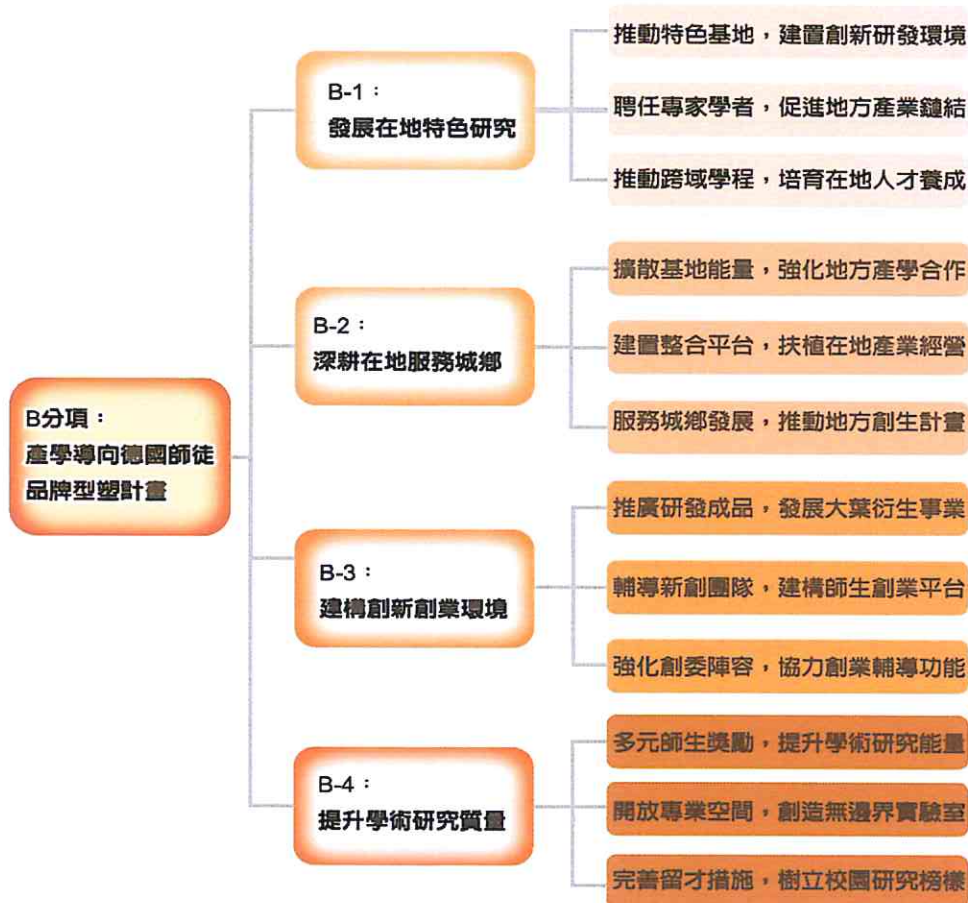 B分項：
產學導向德國師徒
品牌型塑計畫
B-1：
發展在地特色研究
推動特色基地，建置創新研發環境
聘任專家學者，促進地方產業鏈結
推動跨域學程，培育在地人才養成
B-2：
深耕在地服務城鄉
擴散基地能量，強化地方產學合作
建置整合平台，扶植在地產業經營
服務城鄉發展，推動地方創生計畫
B-3：
建構創新創業環境
推廣研發成品，發展大葉衍生事業
輔導新創團隊，建構師生創業平台
強化創委陣容，協力創業輔導功能
B-4：
提升學術研究質量
多元師生獎勵，提升學術研究能量
開放專業空間，創造無邊界實驗室
完善留才措施，樹立校園研究榜樣